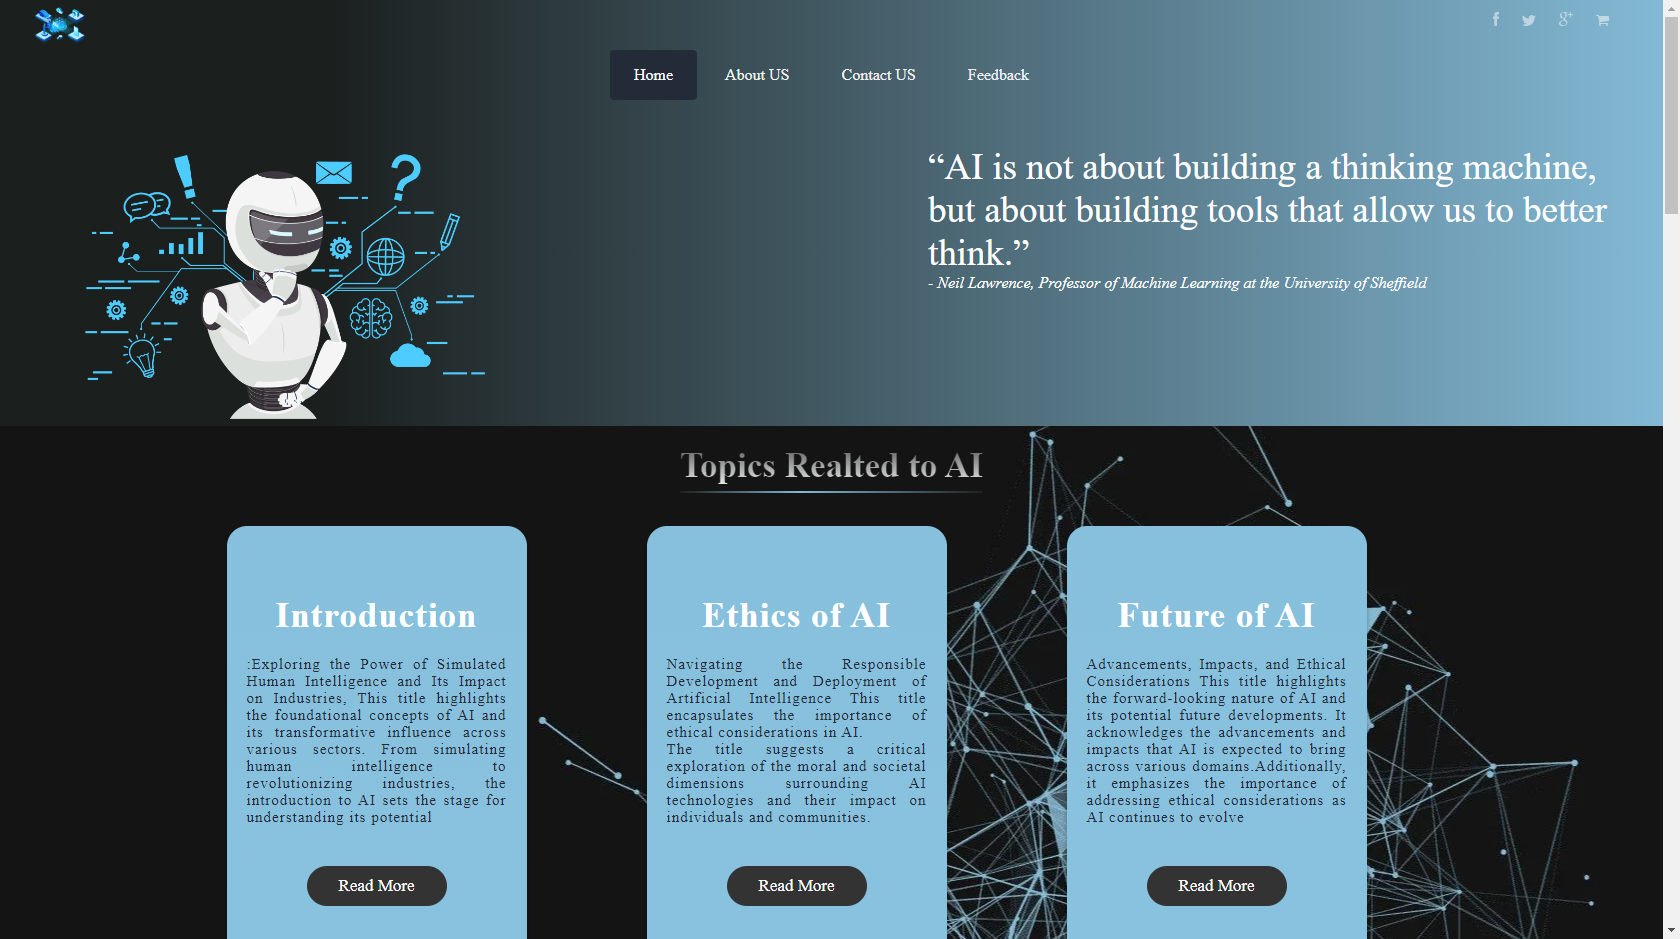 Home About US Contact US Feedback
“AI is not about building a thinking machine,
but about building tools that allow us to better
think.”
- Neil Lawrence, Professor of Machine Learning at the University of Sheffield
Topics Realted to AI
Introduction
:Exploring the Power of Simulated
Human Intelligence and Its Impact
on Industries, This title highlights
the foundational concepts of AI and
its transformative influence across
various sectors. From simulating
human intelligence to
revolutionizing industries, the
introduction to AI sets the stage for
understanding its potential
Read More
Ethics of AI
Navigating the Responsible
Development and Deployment of
Artificial Intelligence This title
encapsulates the importance of
ethical considerations in AI.
The title suggests a critical
exploration of the moral and societal
dimensions surrounding AI
technologies and their impact on
individuals and communities.
Read More
Future of AI
Advancements, Impacts, and Ethical
Considerations This title highlights
the forward-looking nature of AI and
its potential future developments. It
acknowledges the advancements and
impacts that AI is expected to bring
across various domains.Additionally,
it emphasizes the importance of
addressing ethical considerations as
AI continues to evolve
Read More